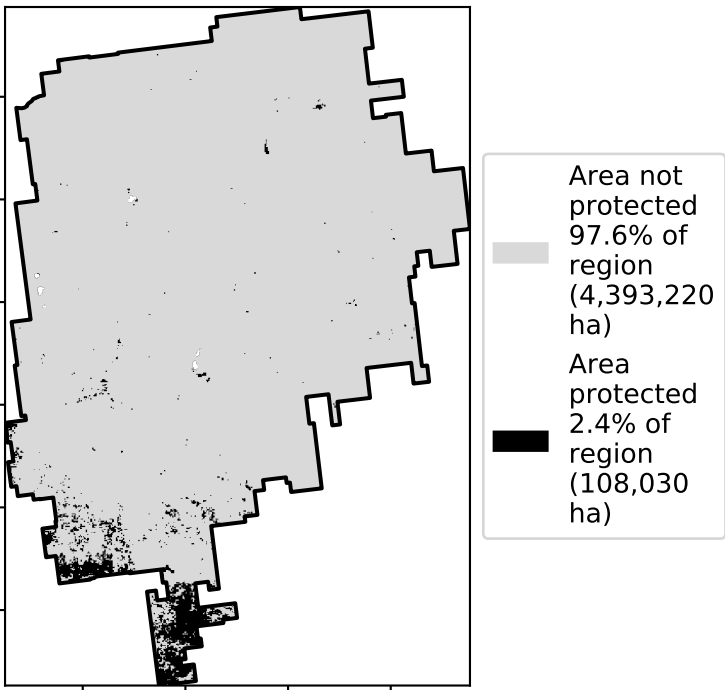 Area not
protected
97.6% of
region
(4,393,220
ha)
Area
protected
2.4% of
region
(108,030
ha)